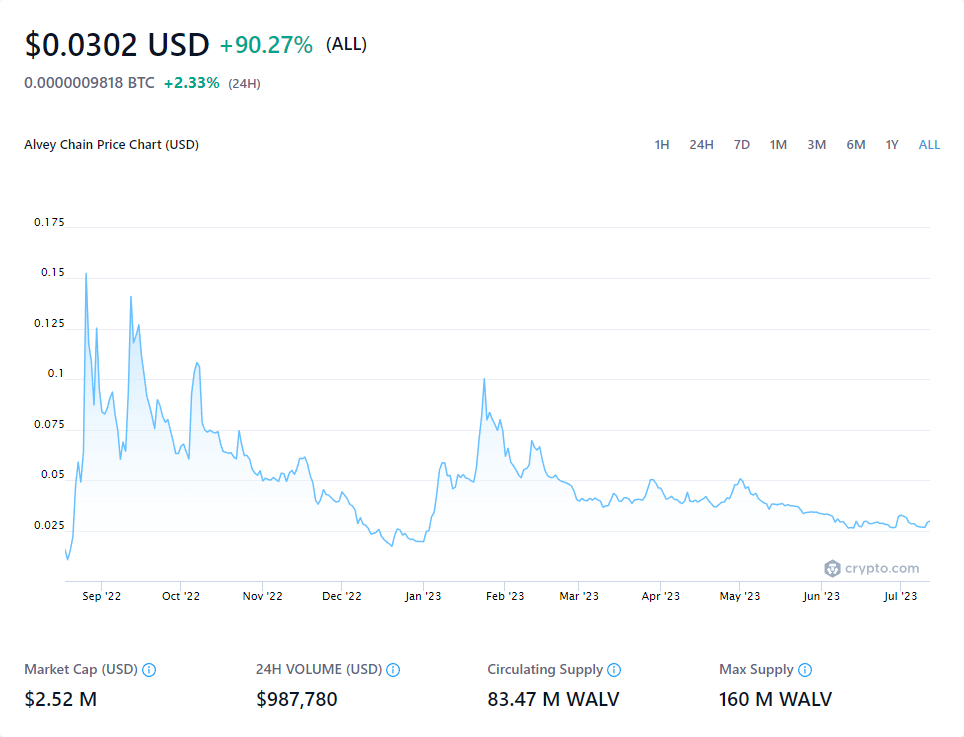 $0.0302 USD +90.27% (ALL)
0.0000009818 BTC +2.33% (24H)
Alvey Chain Price Chart (USD) 1H 24H 7D 1M 3M 6M 1Y ALL
0.175
0.15
0.125
0.1
0.075
0.05
0.025
crypto.com
Sep '22 Oct '22 Nov '22 Dec '22 Jan '23 Feb '23 Mar '23 Apr '23 May '23 Jun '23 Jul '23
Market Cap (USD) 24H VOLUME (USD) Circulating Supply Max Supply
$2.52 M $987,780 83.47 M WALV 160 M WALV